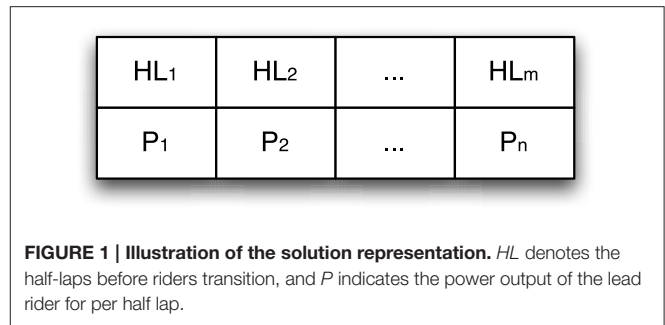 HL₁ HL₂ ... HLₘ
P₁ P₂ ... Pₙ
FIGURE 1 | Illustration of the solution representation. HL denotes the
half-laps before riders transition, and P indicates the power output of the lead
rider for per half lap.